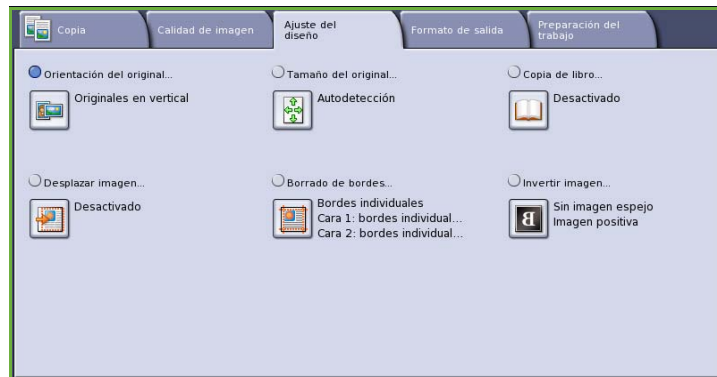 Copia
Calidad de imagen
Ajuste del
diseño
Formato de salida
Preparación del
trabajo
Orientación del original...
Originales en vertical
Tamaño del original...
Autodetección
Copia de libro...
Desactivado
Desplazar imagen...
Desactivado
Borrado de bordes...
Bordes individuales
Cara 1: bordes individual...
Cara 2: bordes individual...
Invertir imagen...
Sin imagen espejo
Imagen positiva
B